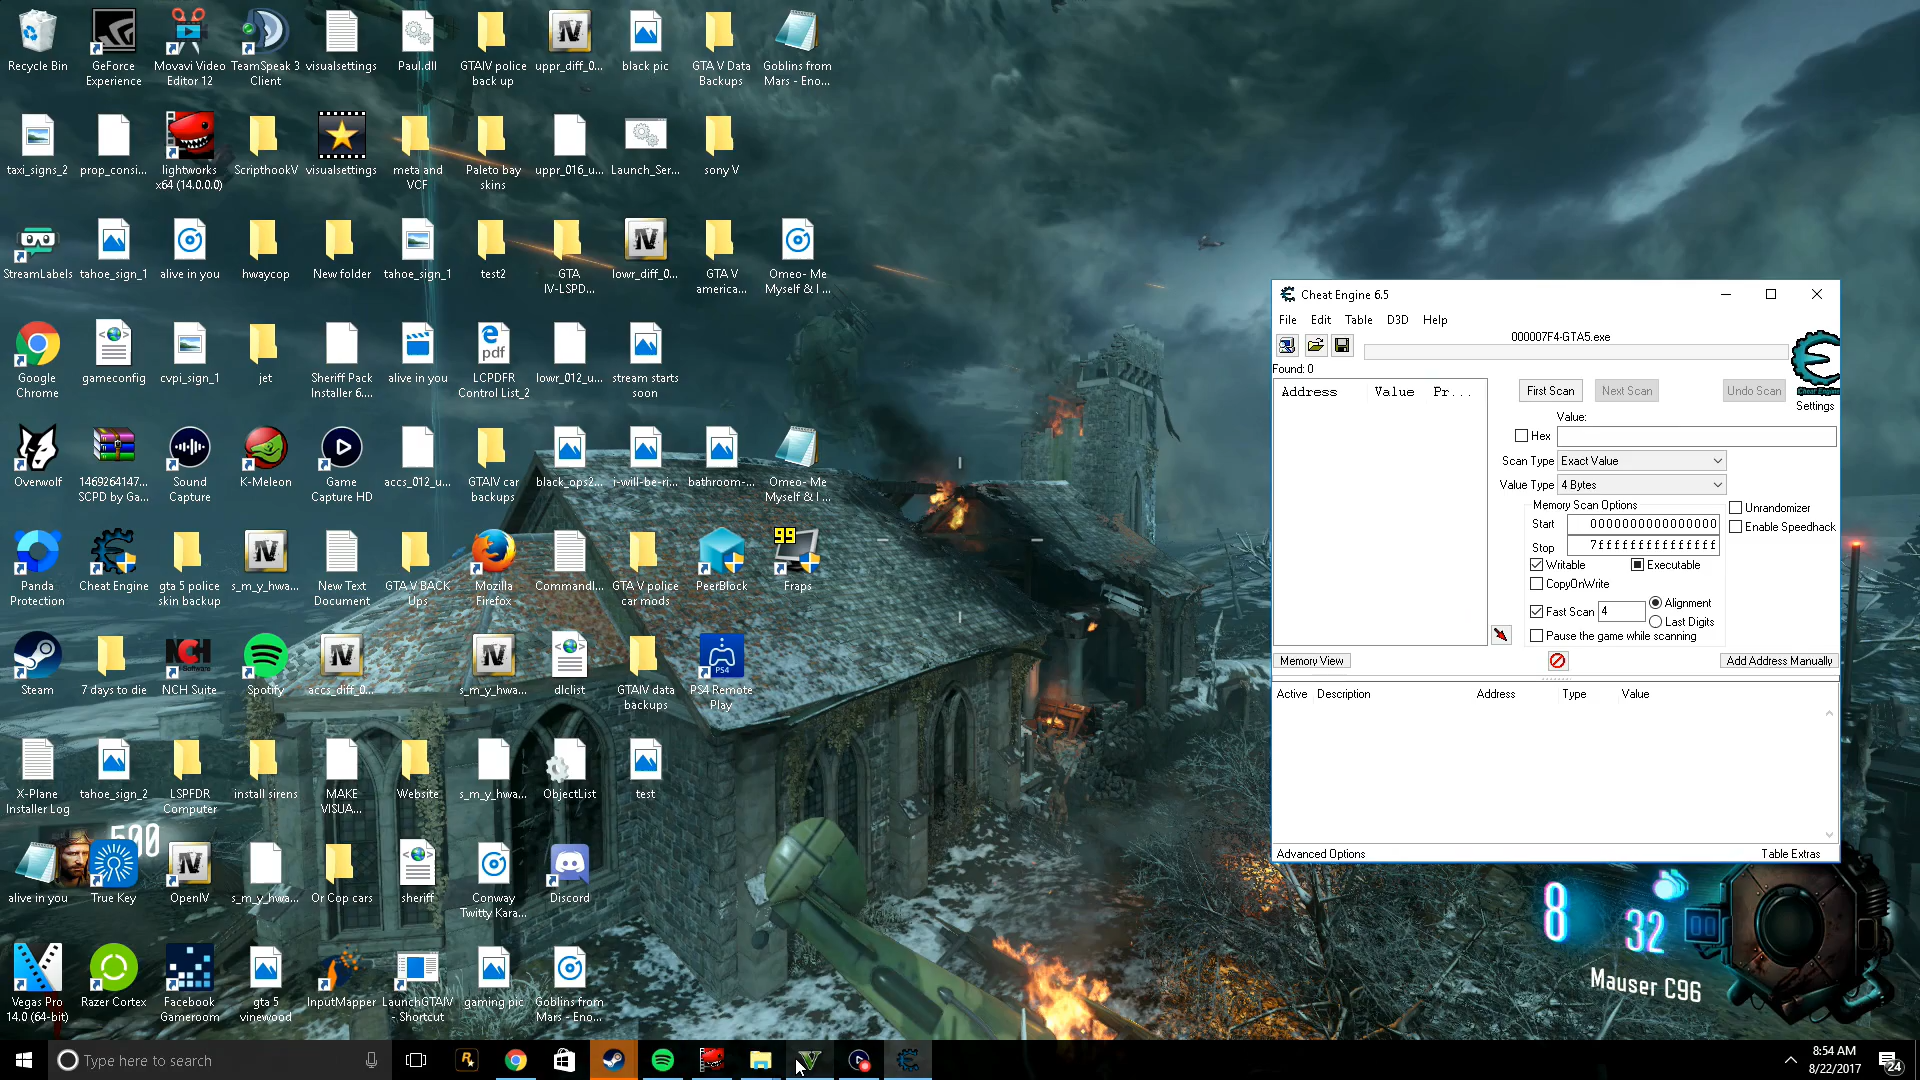 Recycle Bin
GeForce Experience
Movavi Video Editor 12
TeamSpeak 3 Client
visualsettings
Paul.dll
GTAIV police back up
uppr_diff_0...
black pic
GTA V Data Backups
Goblins from Mars - Eno...
taxi_signs_2
prop_consi...
lightworks x64 (14.0.0.0)
ScripthookV
visualsettings
meta and VCF
Paleto bay skins
uppr_016_u...
Launch_Ser...
sony V
StreamLabels
tahoe_sign_1
alive in you
hwaycop
New folder
tahoe_sign_1
test2
GTA IV-LSPD...
lowr_diff_0...
GTA V america...
Omeo- Me Myself & I ...
Google Chrome
gameconfig
cvpi_sign_1
jet
Sheriff Pack Installer 6....
alive in you
pdf
LCPDFR Control List_2
lowr_012_u...
stream starts soon
Overwolf
1469264147... SCPD by Ga...
Sound Capture
K-Meleon
Game Capture HD
accs_012_u...
GTAIV car backups
black_ops2...
i-will-be-ri...
bathroom-...
Omeo- Me Myself & I ...
Panda Protection
Cheat Engine
gta 5 police skin backup
s_m_y_hwa...
New Text Document
GTA V BACK Ups
Mozilla Firefox
Commandl...
GTA V police car mods
PeerBlock
99
Fraps
Steam
7 days to die
NCH Software
NCH Suite
Spotify
accs_diff_0...
s_m_y_hwa...
dlclist
GTAIV data backups
PS4
PS4 Remote Play
X-Plane Installer Log
tahoe_sign_2
LSPFDR Computer
install sirens
MAKE VISUA...
Website
s_m_y_hwa...
ObjectList
test
500
alive in you
True Key
OpenIV
s_m_y_hwa...
Or Cop cars
sheriff
Conway Twitty Kara...
Discord
Vegas Pro 14.0 (64-bit)
Razer Cortex
Facebook Gameroom
gta 5 vinewood
InputMapper
LaunchGTAIV - Shortcut
gaming pic
Goblins from Mars - Eno...
Cheat Engine 6.5
File Edit Table D3D Help
000007F4-GTA5.exe
Found: 0
Address Value Pr...
First Scan Next Scan Undo Scan
Cheat Engine
Settings
Value:
Hex
Scan Type Exact Value
Value Type 4 Bytes
Memory Scan Options
Start 0000000000000000
Stop 7fffffffffffffff
Unrandomizer
Enable Speedhack
Writable Executable
CopyOnWrite
Fast Scan 4 Alignment
Last Digits
Pause the game while scanning
Memory View
Add Address Manually
Active Description Address Type Value
Advanced Options
Table Extras
8
32
Mauser C96
Type here to search
8:54 AM
8/22/2017
24